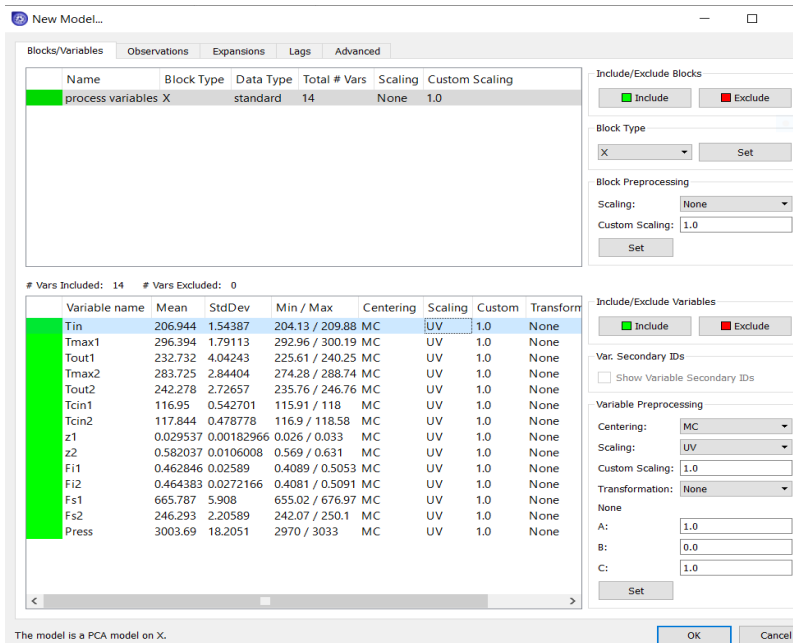 New Model...
Blocks/Variables Observations Expansions Lags Advanced
Name Block Type Data Type Total # Vars Scaling Custom Scaling
process variables X standard 14 None 1.0
Include/Exclude Blocks
Include Exclude
Block Type
X Set
Block Preprocessing
Scaling: None
Custom Scaling: 1.0
Set
# Vars Included: 14 # Vars Excluded: 0
Variable name Mean StdDev Min / Max Centering Scaling Custom Transform
Tin 206.944 1.54387 204.13 / 209.88 MC UV 1.0 None
Tmax1 296.394 1.79113 292.96 / 300.19 MC UV 1.0 None
Tout1 232.732 4.04243 225.61 / 240.25 MC UV 1.0 None
Tmax2 283.725 2.84404 274.28 / 288.74 MC UV 1.0 None
Tout2 242.278 2.72657 235.76 / 246.76 MC UV 1.0 None
Tcin1 116.95 0.542701 115.91 / 118 MC UV 1.0 None
Tcin2 117.844 0.478778 116.9 / 118.58 MC UV 1.0 None
z1 0.029537 0.00182966 0.026 / 0.033 MC UV 1.0 None
z2 0.582037 0.0106008 0.569 / 0.631 MC UV 1.0 None
Fi1 0.462846 0.02589 0.4089 / 0.5053 MC UV 1.0 None
Fi2 0.464383 0.0272166 0.4081 / 0.5091 MC UV 1.0 None
Fs1 665.787 5.908 655.02 / 676.97 MC UV 1.0 None
Fs2 246.293 2.20589 242.07 / 250.1 MC UV 1.0 None
Press 3003.69 18.2051 2970 / 3033 MC UV 1.0 None
Include/Exclude Variables
Include Exclude
Var. Secondary IDs
Show Variable Secondary IDs
Variable Preprocessing
Centering: MC
Scaling: UV
Custom Scaling: 1.0
Transformation: None
None
A: 1.0
B: 0.0
C: 1.0
Set
The model is a PCA model on X.
OK Cancel